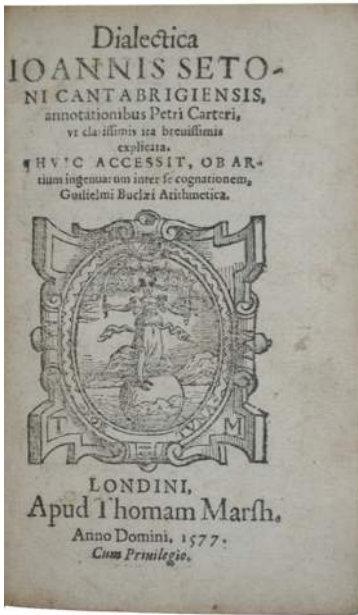 Dialectica
IOANNIS SETO-
NI CANTABRIGIENSIS,
annotationibus Petri Carteri,
vt clarissimis ita breuissimis
explicata.
¶HVIC ACCESSIT, OB AR-
tium ingenuarum inter se cognationem,
Guilielmi Buclæi Arithmetica.
T M
LONDINI,
Apud Thomam Marsh.
Anno Domini, 1577.
Cum Priuilegio.